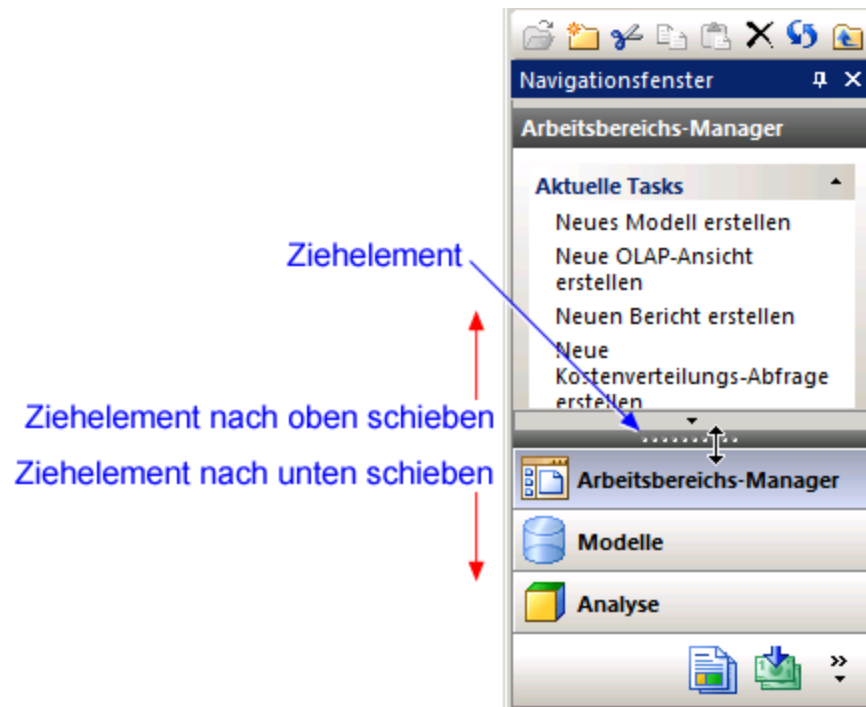 Navigationsfenster
Arbeitsbereichs-Manager
Aktuelle Tasks
Neues Modell erstellen
Neue OLAP-Ansicht
erstellen
Neuen Bericht erstellen
Neue
Kostenverteilungs-Abfrage
erstellen
Ziehelement
Ziehelement nach oben schieben
Ziehelement nach unten schieben
Arbeitsbereichs-Manager
Modelle
Analyse